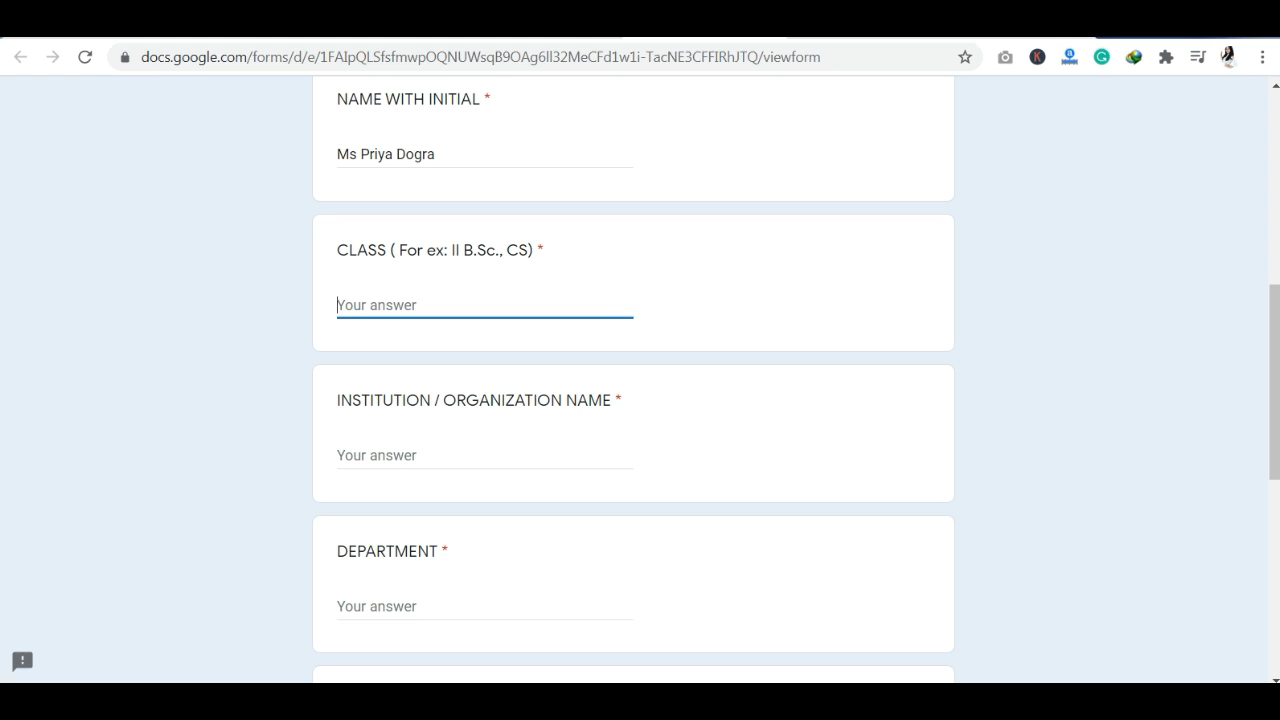 docs.google.com/forms/d/e/1FAIpQLSfsfmwpOQNUWsqB9OAg6ll32MeCFd1w1i-TacNE3CFFIRhJTQ/viewform
NAME WITH INITIAL *
Ms Priya Dogra
CLASS ( For ex: II B.Sc., CS) *
Your answer
INSTITUTION / ORGANIZATION NAME *
Your answer
DEPARTMENT *
Your answer